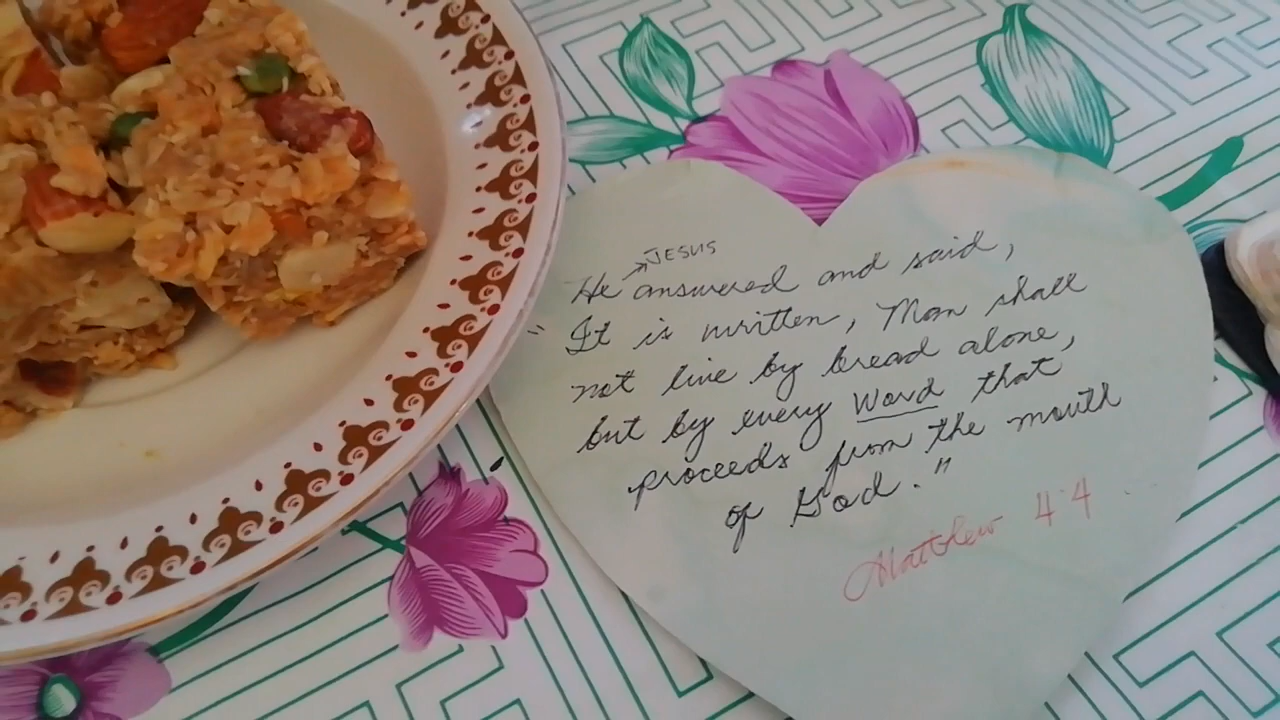 JESUS
He answered and said,
"It is written, Man shall
not live by bread alone,
but by every Word that
proceeds from the mouth
of God."
Matthew 4:4